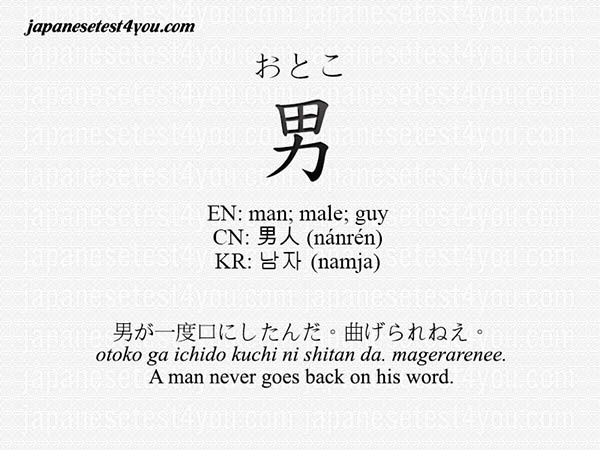 japanesetest4you.com
おとこ
男
EN: man; male; guy
CN: 男人 (nánrén)
KR: 남자 (namja)
男が一度口にしたんだ。曲げられねえ。
otoko ga ichido kuchi ni shitan da. magerarenee.
A man never goes back on his word.